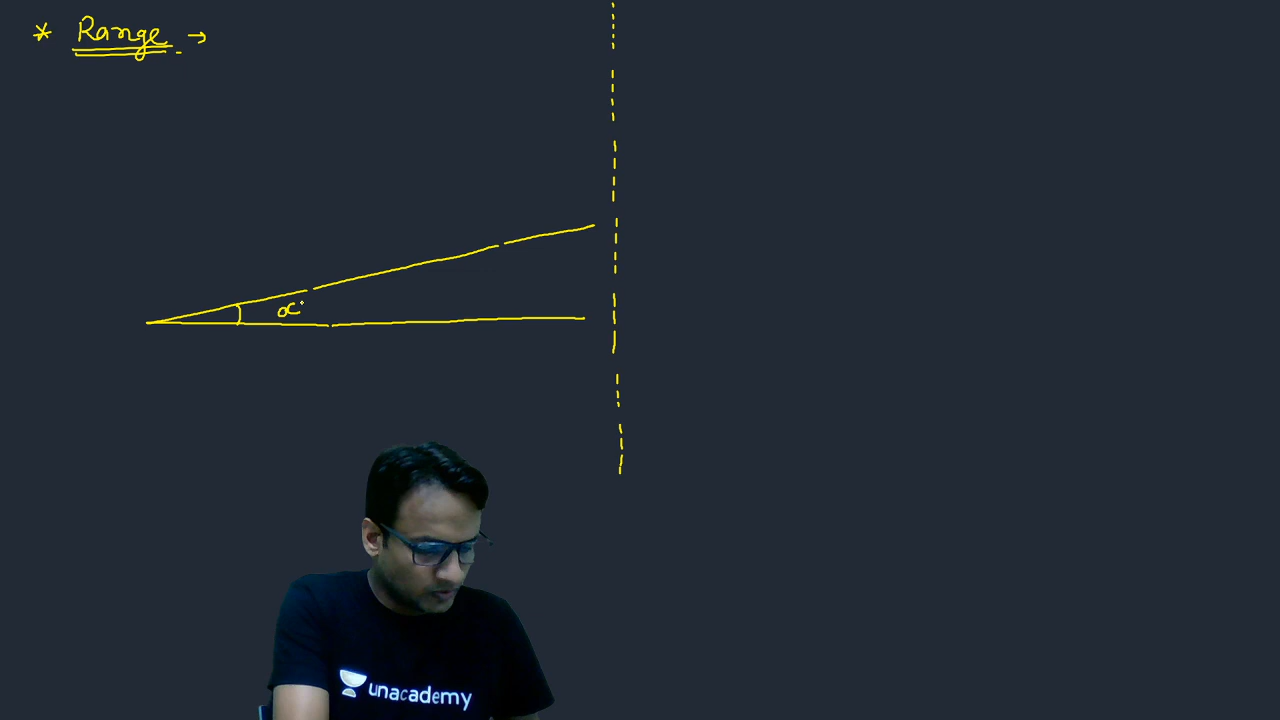 * Range →
α
unacademy